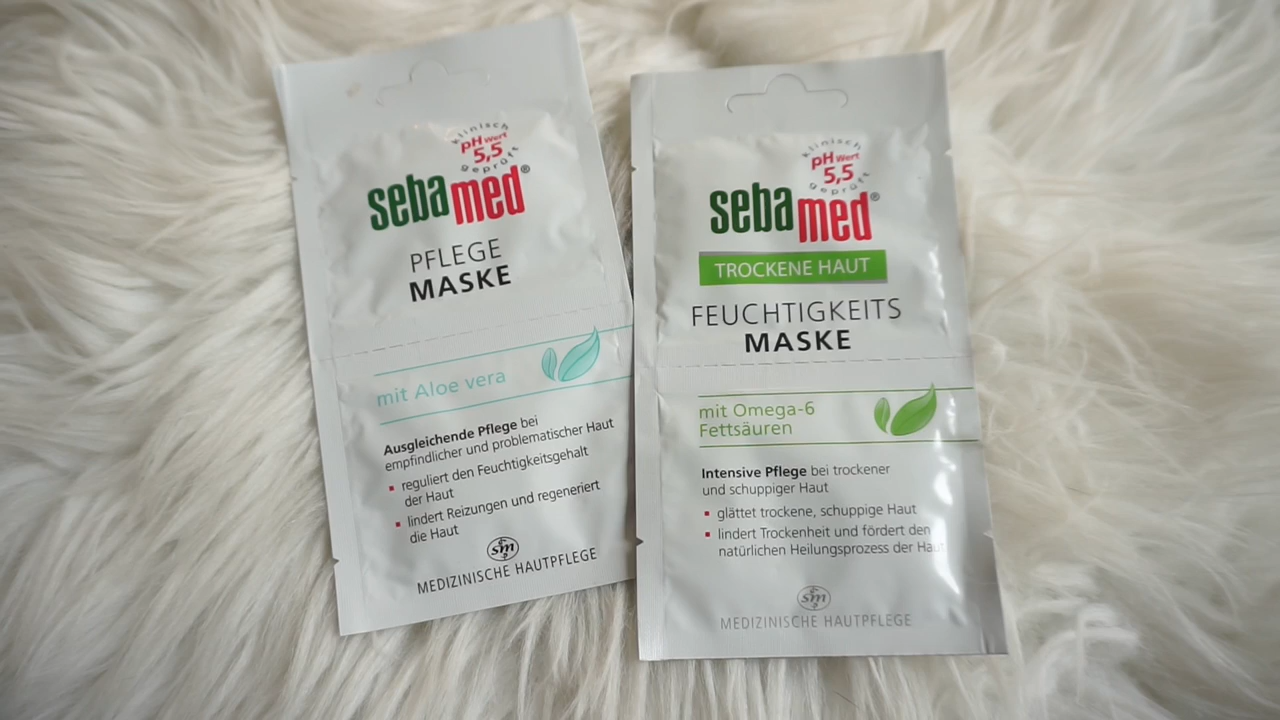 klinisch
pH Wert
5,5
geprüft
sebamed®
PFLEGE
MASKE
mit Aloe vera
Ausgleichende Pflege bei
empfindlicher und problematischer Haut
▪ reguliert den Feuchtigkeitsgehalt
der Haut
▪ lindert Reizungen und regeneriert
die Haut
sm
MEDIZINISCHE HAUTPFLEGE
klinisch
pH Wert
5,5
geprüft
sebamed®
TROCKENE HAUT
FEUCHTIGKEITS
MASKE
mit Omega-6
Fettsäuren
Intensive Pflege bei trockener
und schuppiger Haut
▪ glättet trockene, schuppige Haut
▪ lindert Trockenheit und fördert den
natürlichen Heilungsprozess der Haut
sm
MEDIZINISCHE HAUTPFLEGE